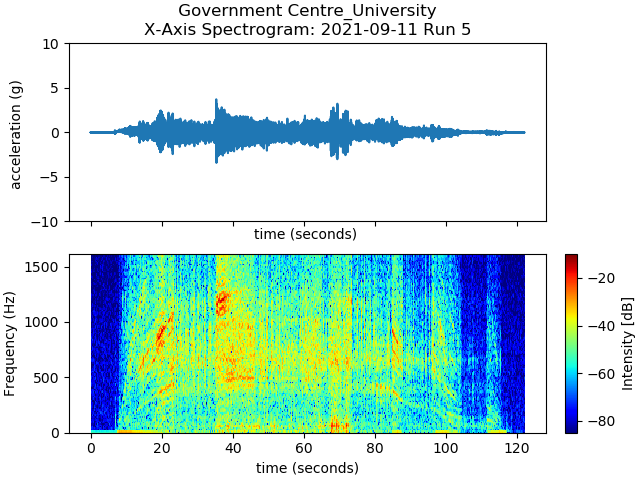 Government Centre_University
X-Axis Spectrogram: 2021-09-11 Run 5
10
5
0
−5
−10
acceleration (g)
time (seconds)
1500
1000
500
0
Frequency (Hz)
0 20 40 60 80 100 120
time (seconds)
−20
−40
−60
−80
Intensity [dB]